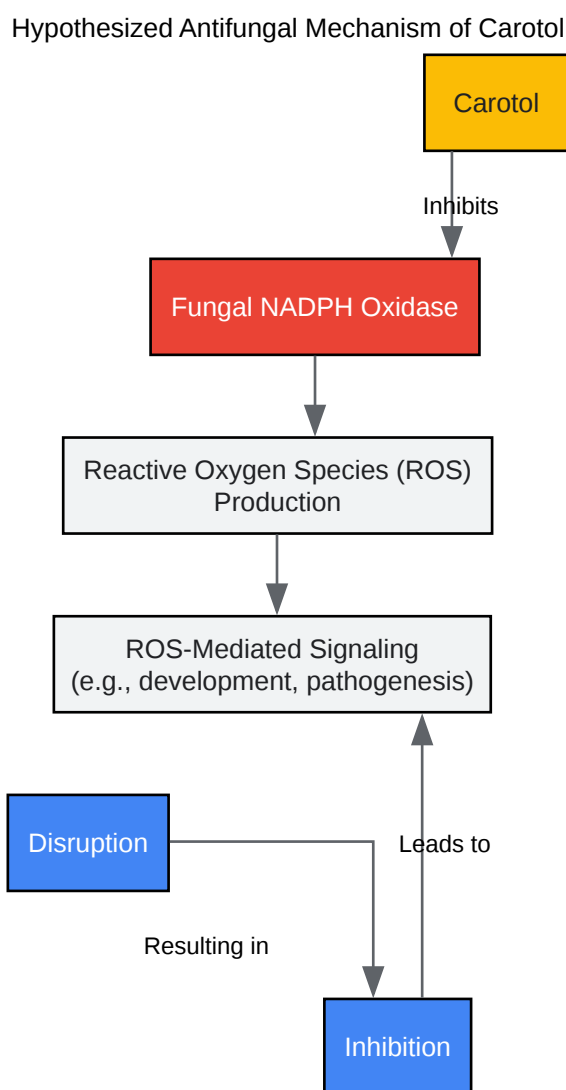 Hypothesized Antifungal Mechanism of Carotol
Carotol
Inhibits
Fungal NADPH Oxidase
Reactive Oxygen Species (ROS)
Production
ROS-Mediated Signaling
(e.g., development, pathogenesis)
Disruption
Leads to
Resulting in
Inhibition